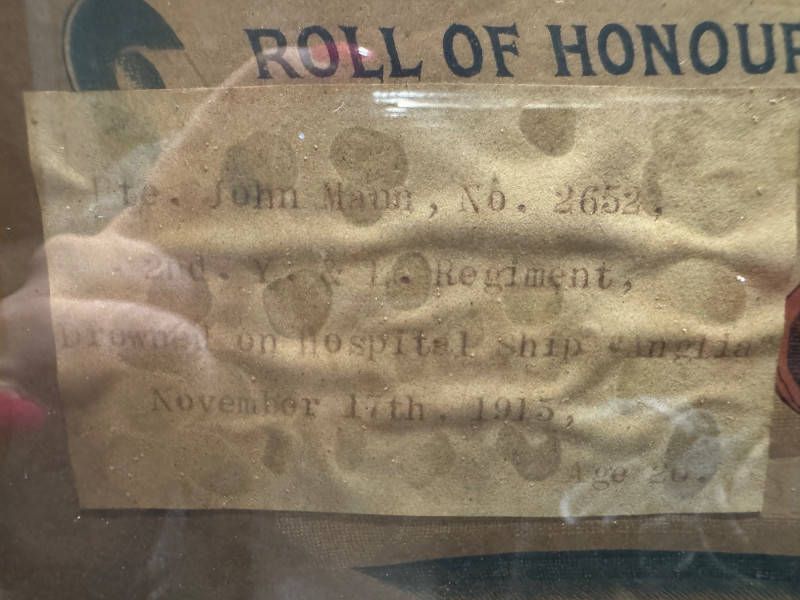 ROLL OF HONOUR
Pte. John Mann, No. 2652,
2nd. Y. & L. Regiment,
Drowned on hospital ship "Anglia"
November 17th. 1915,
Age 20.